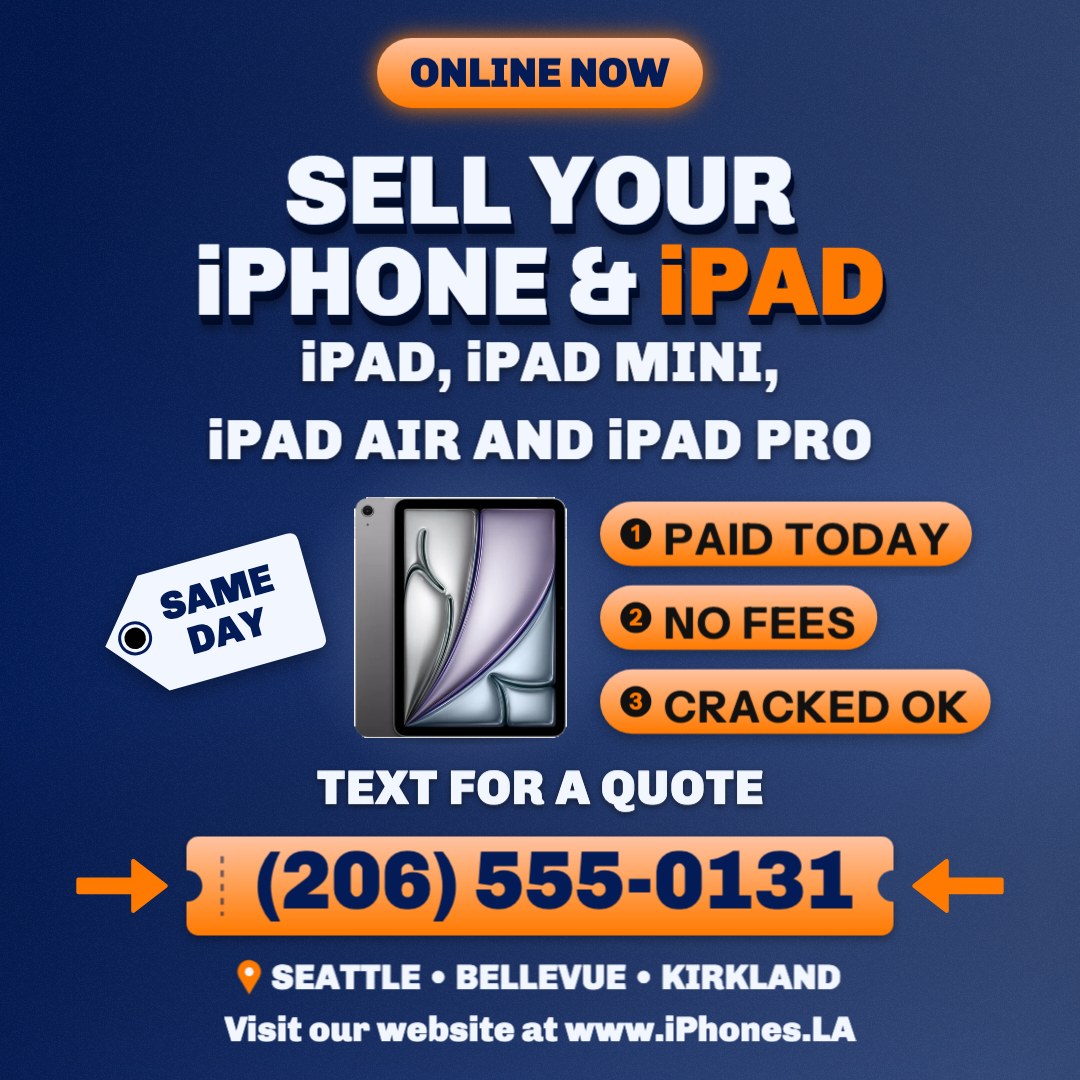 ONLINE NOW
SELL YOUR
iPHONE & iPAD
iPAD, iPAD MINI,
iPAD AIR AND iPAD PRO
SAME
DAY
1 PAID TODAY
2 NO FEES
3 CRACKED OK
TEXT FOR A QUOTE
(206) 555-0131
SEATTLE • BELLEVUE • KIRKLAND
Visit our website at www.iPhones.LA